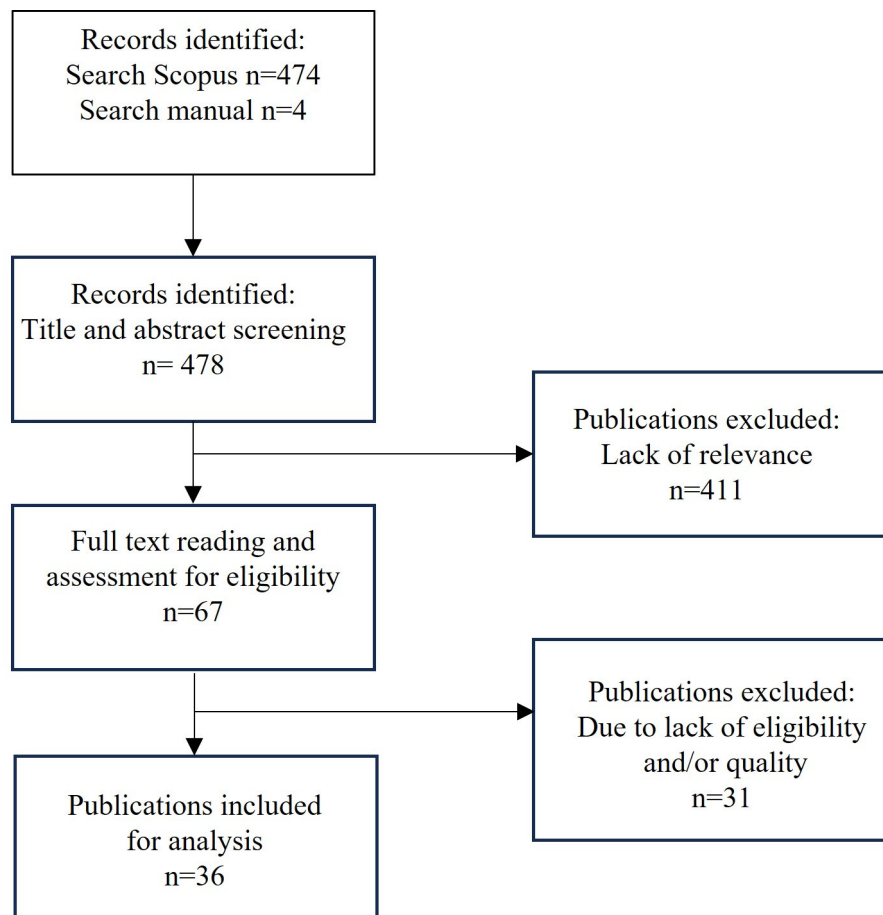 Records identified:
Search Scopus n=474
Search manual n=4
Records identified:
Title and abstract screening
n= 478
Publications excluded:
Lack of relevance
n=411
Full text reading and
assessment for eligibility
n=67
Publications excluded:
Due to lack of eligibility
and/or quality
n=31
Publications included
for analysis
n=36